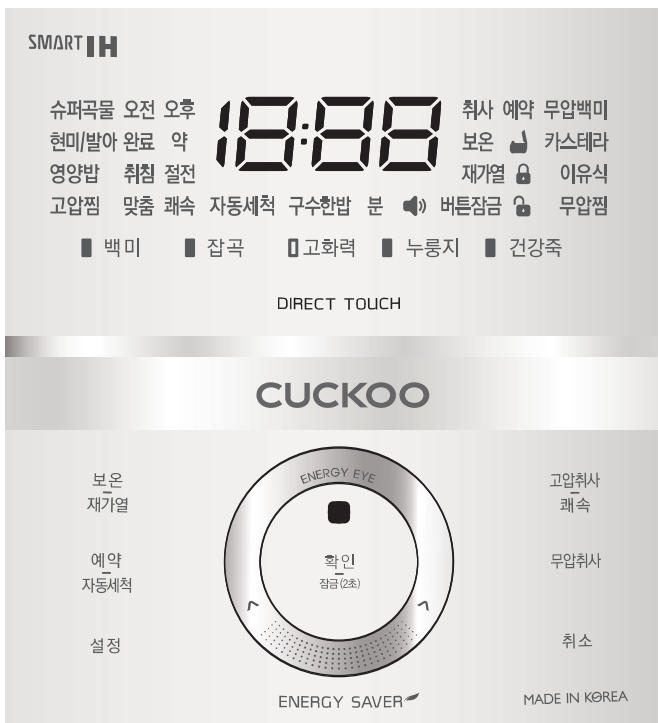 SMART IH
슈퍼곡물 오전 오후 18:88 취사 예약 무압백미
현미/발아 완료 약 보온 카스테라
영양밥 취침 절전 재가열 이유식
고압찜 맞춤 쾌속 자동세척 구수한밥 분 버튼잠금 무압찜
백미 잡곡 고화력 누룽지 건강죽
DIRECT TOUCH
CUCKOO
ENERGY EYE
보온 고압취사
재가열 쾌속
예약 확인 무압취사
자동세척 잠금(2초)
설정 취소
ENERGY SAVER MADE IN KOREA